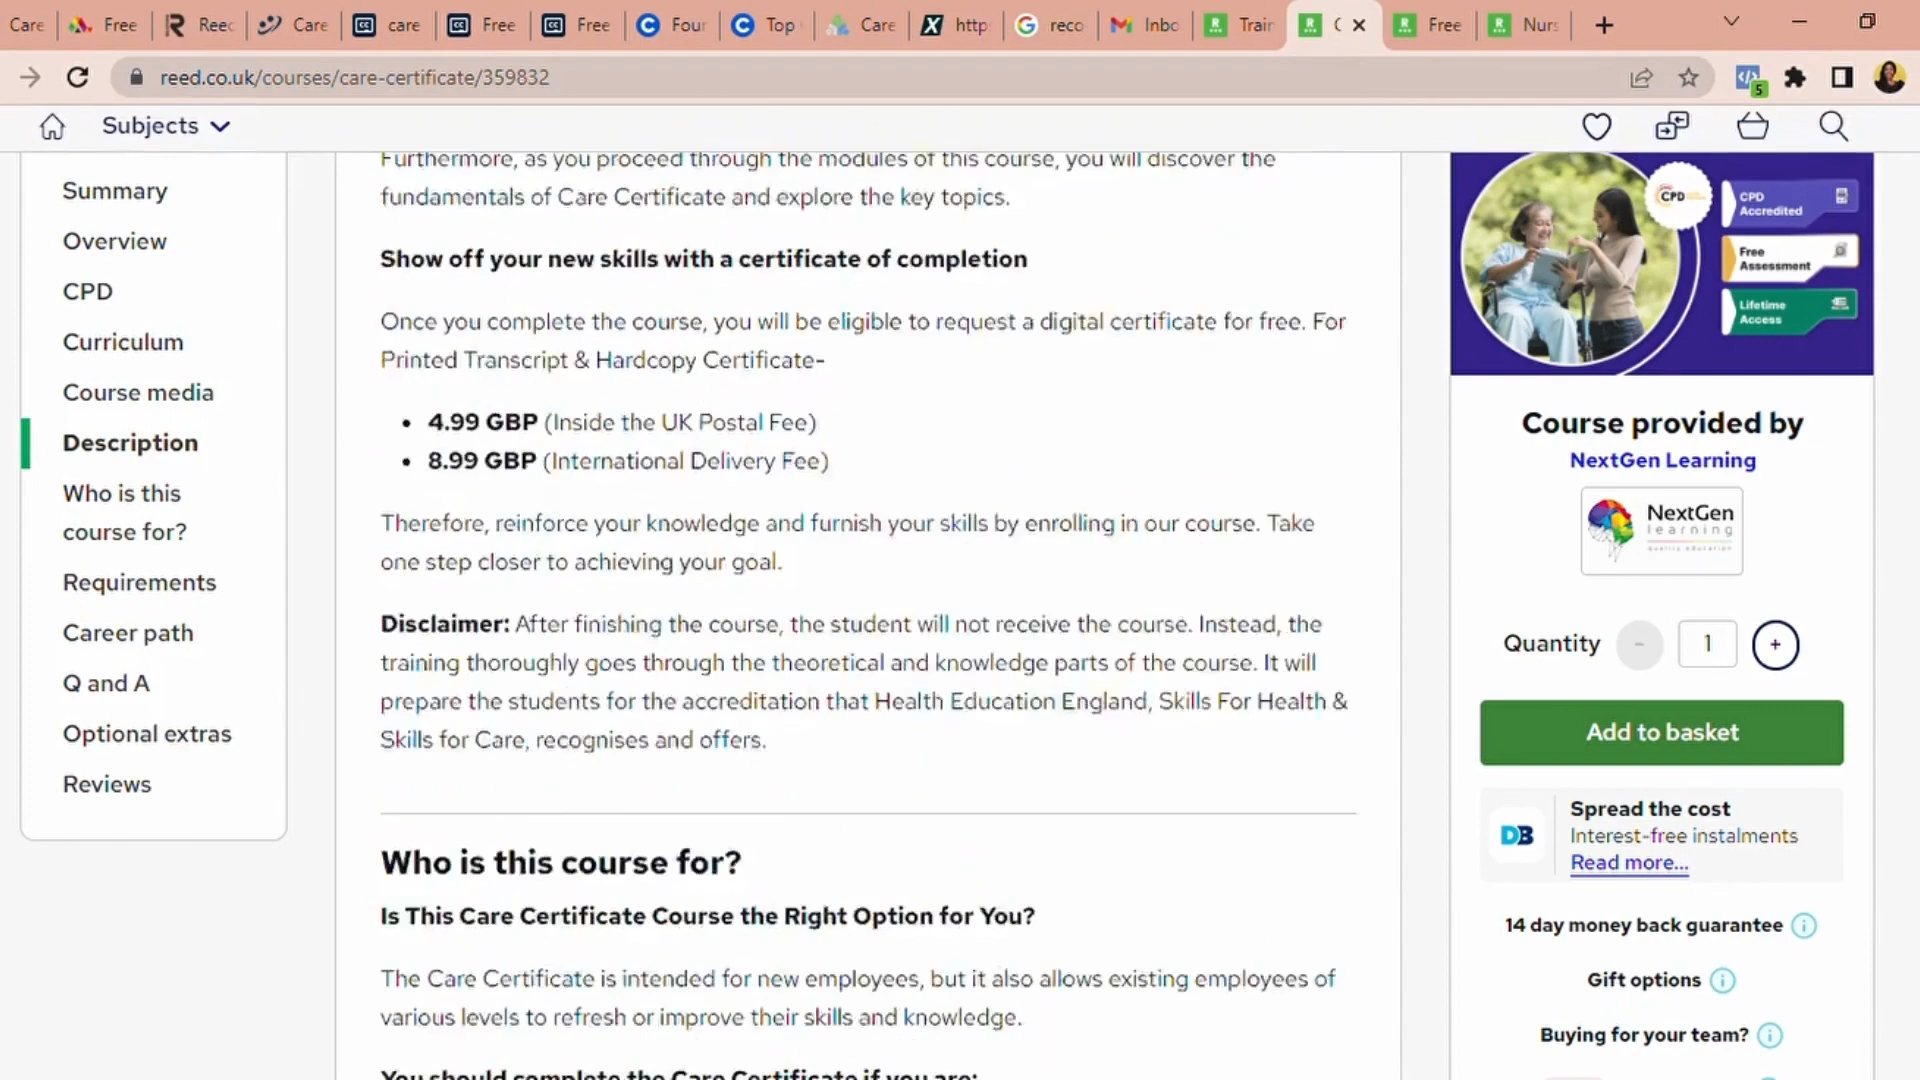 Care
Free
Reec
Care
care
Free
Free
Four
Top
Care
http
reco
Inbo
Train
C
Free
Nurs
reed.co.uk/courses/care-certificate/359832
5
Subjects
Summary
Overview
CPD
Curriculum
Course media
Description
Who is this
course for?
Requirements
Career path
Q and A
Optional extras
Reviews
Furthermore, as you proceed through the modules of this course, you will discover the
fundamentals of Care Certificate and explore the key topics.
Show off your new skills with a certificate of completion
Once you complete the course, you will be eligible to request a digital certificate for free. For
Printed Transcript & Hardcopy Certificate-
• 4.99 GBP (Inside the UK Postal Fee)
• 8.99 GBP (International Delivery Fee)
Therefore, reinforce your knowledge and furnish your skills by enrolling in our course. Take
one step closer to achieving your goal.
Disclaimer: After finishing the course, the student will not receive the course. Instead, the
training thoroughly goes through the theoretical and knowledge parts of the course. It will
prepare the students for the accreditation that Health Education England, Skills For Health &
Skills for Care, recognises and offers.
Who is this course for?
Is This Care Certificate Course the Right Option for You?
The Care Certificate is intended for new employees, but it also allows existing employees of
various levels to refresh or improve their skills and knowledge.
You should complete the Care Certificate if you are:
CPD
CPD
Accredited
Free
Assessment
Lifetime
Access
Course provided by
NextGen Learning
NextGen
learning
quality education
Quantity - 1 +
Add to basket
DB
Spread the cost
Interest-free instalments
Read more...
14 day money back guarantee
Gift options
Buying for your team?